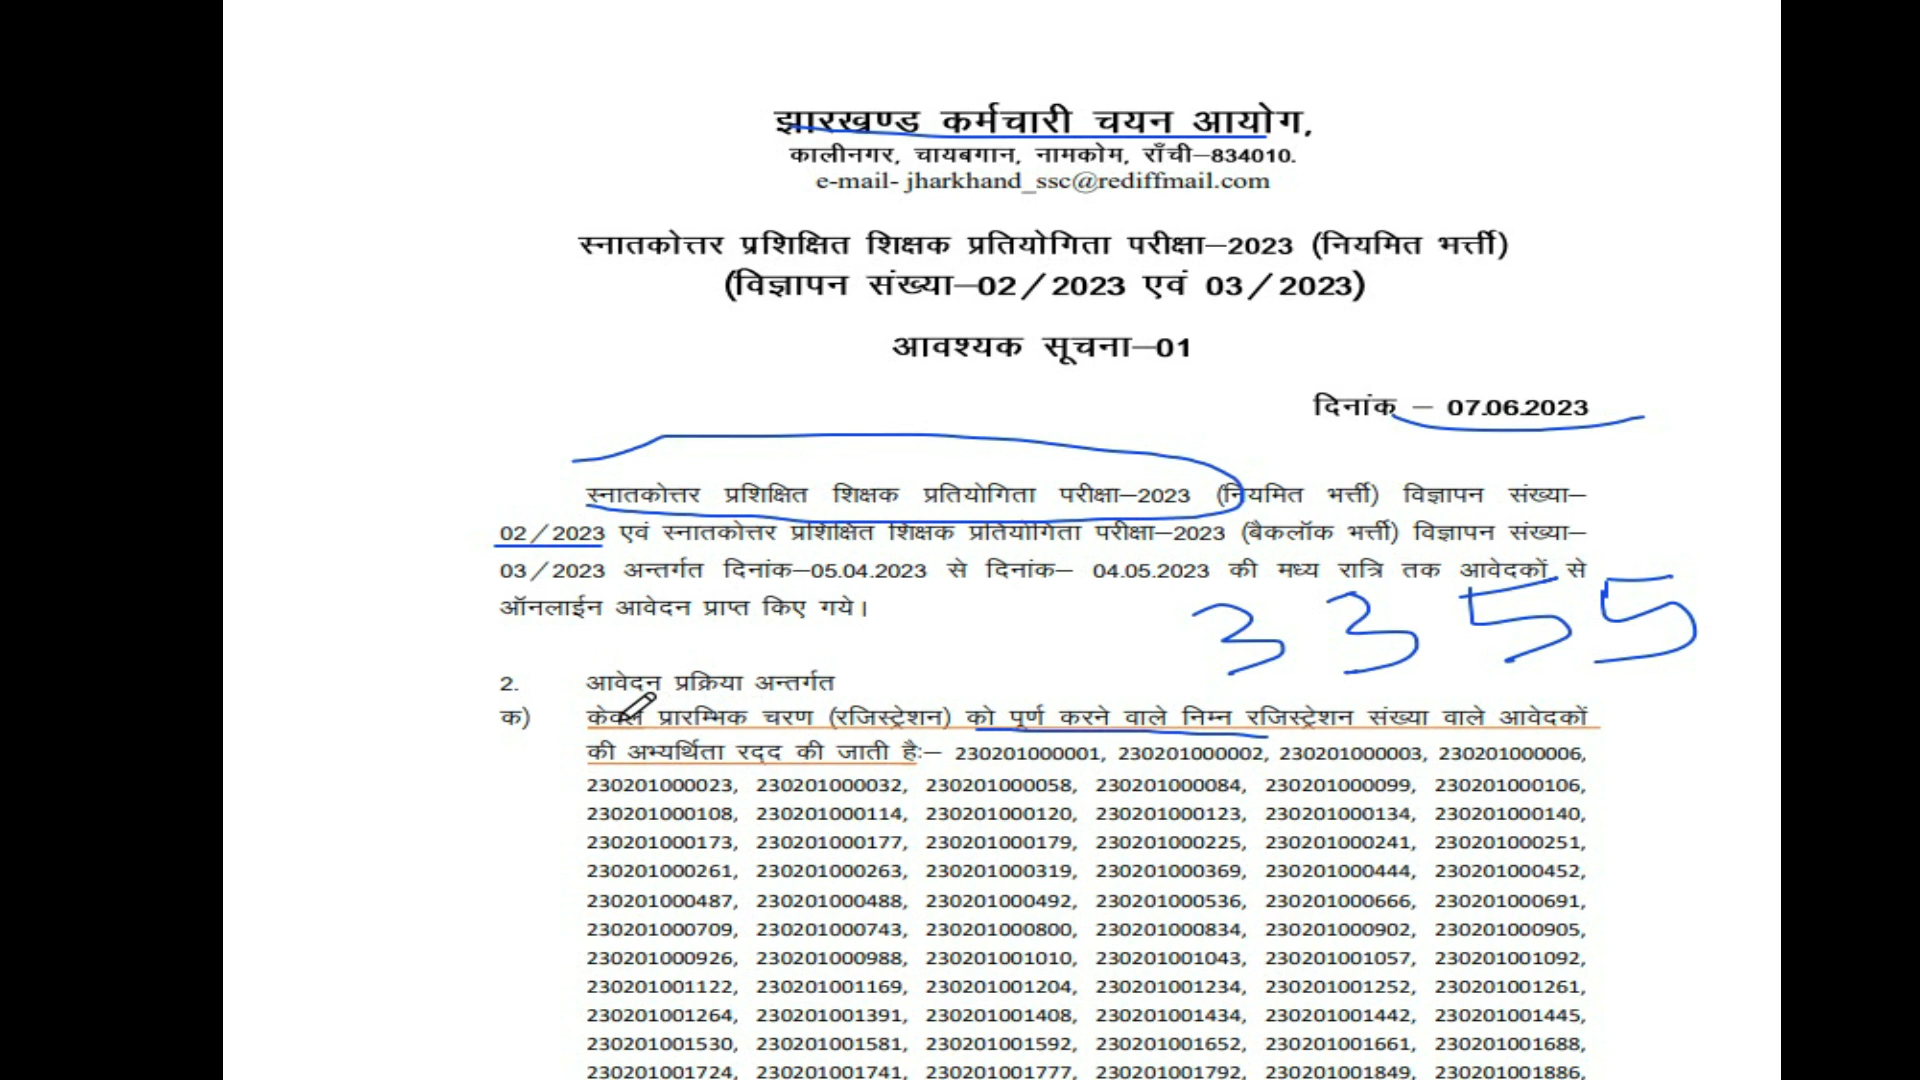 झारखण्ड कर्मचारी चयन आयोग,
कालीनगर, चायबगान, नामकोम, राँची–834010.
e-mail- jharkhand_ssc@rediffmail.com
स्नातकोत्तर प्रशिक्षित शिक्षक प्रतियोगिता परीक्षा–2023 (नियमित भर्त्ती)
(विज्ञापन संख्या–02/2023 एवं 03/2023)
आवश्यक सूचना–01
दिनांक – 07.06.2023
स्नातकोत्तर प्रशिक्षित शिक्षक प्रतियोगिता परीक्षा–2023 (नियमित भर्त्ती) विज्ञापन संख्या–
02/2023 एवं स्नातकोत्तर प्रशिक्षित शिक्षक प्रतियोगिता परीक्षा–2023 (बैकलॉक भर्त्ती) विज्ञापन संख्या–
03/2023 अन्तर्गत दिनांक–05.04.2023 से दिनांक– 04.05.2023 की मध्य रात्रि तक आवेदकों से
ऑनलाईन आवेदन प्राप्त किए गये।
3355
2. आवेदन प्रक्रिया अन्तर्गत
क) केवल प्रारम्भिक चरण (रजिस्ट्रेशन) को पूर्ण करने वाले निम्न रजिस्ट्रेशन संख्या वाले आवेदकों
की अभ्यर्थिता रद्द की जाती हैः– 230201000001, 230201000002, 230201000003, 230201000006,
230201000023, 230201000032, 230201000058, 230201000084, 230201000099, 230201000106,
230201000108, 230201000114, 230201000120, 230201000123, 230201000134, 230201000140,
230201000173, 230201000177, 230201000179, 230201000225, 230201000241, 230201000251,
230201000261, 230201000263, 230201000319, 230201000369, 230201000444, 230201000452,
230201000487, 230201000488, 230201000492, 230201000536, 230201000666, 230201000691,
230201000709, 230201000743, 230201000800, 230201000834, 230201000902, 230201000905,
230201000926, 230201000988, 230201001010, 230201001043, 230201001057, 230201001092,
230201001122, 230201001169, 230201001204, 230201001234, 230201001252, 230201001261,
230201001264, 230201001391, 230201001408, 230201001434, 230201001442, 230201001445,
230201001530, 230201001581, 230201001592, 230201001652, 230201001661, 230201001688,
230201001724, 230201001741, 230201001777, 230201001792, 230201001849, 230201001886,